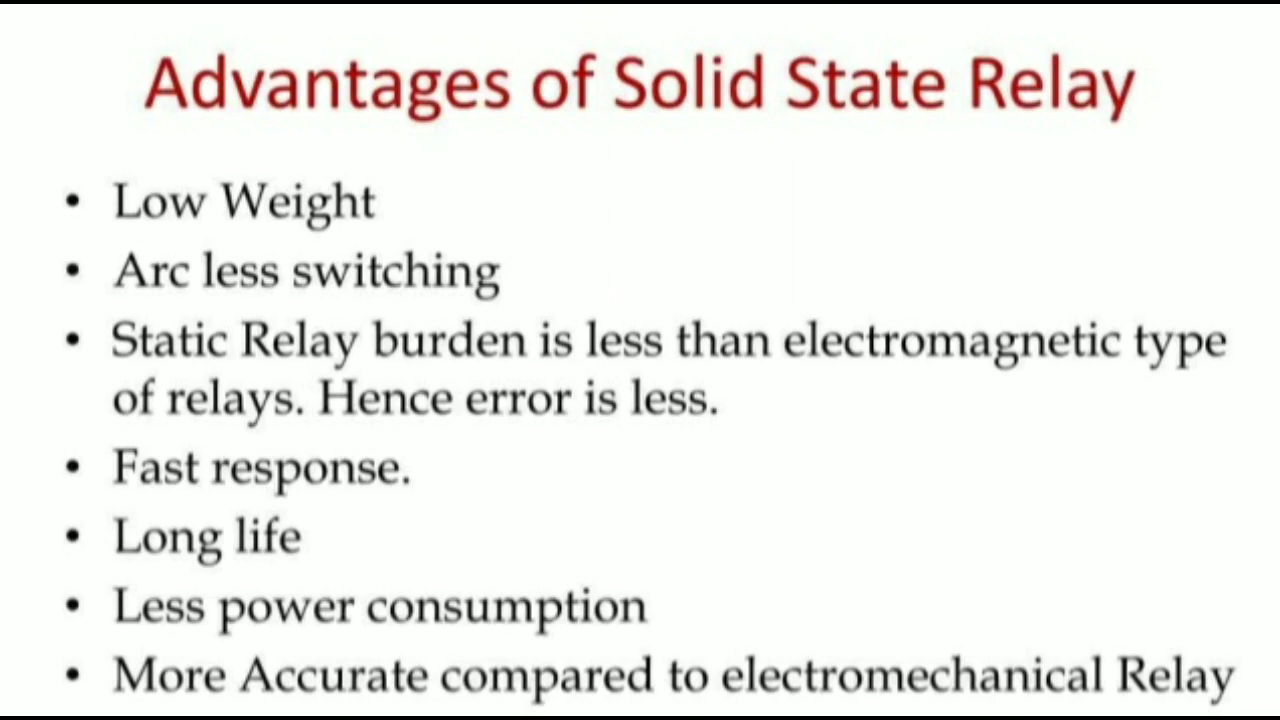 Advantages of Solid State Relay
• Low Weight
• Arc less switching
• Static Relay burden is less than electromagnetic type
of relays. Hence error is less.
• Fast response.
• Long life
• Less power consumption
• More Accurate compared to electromechanical Relay